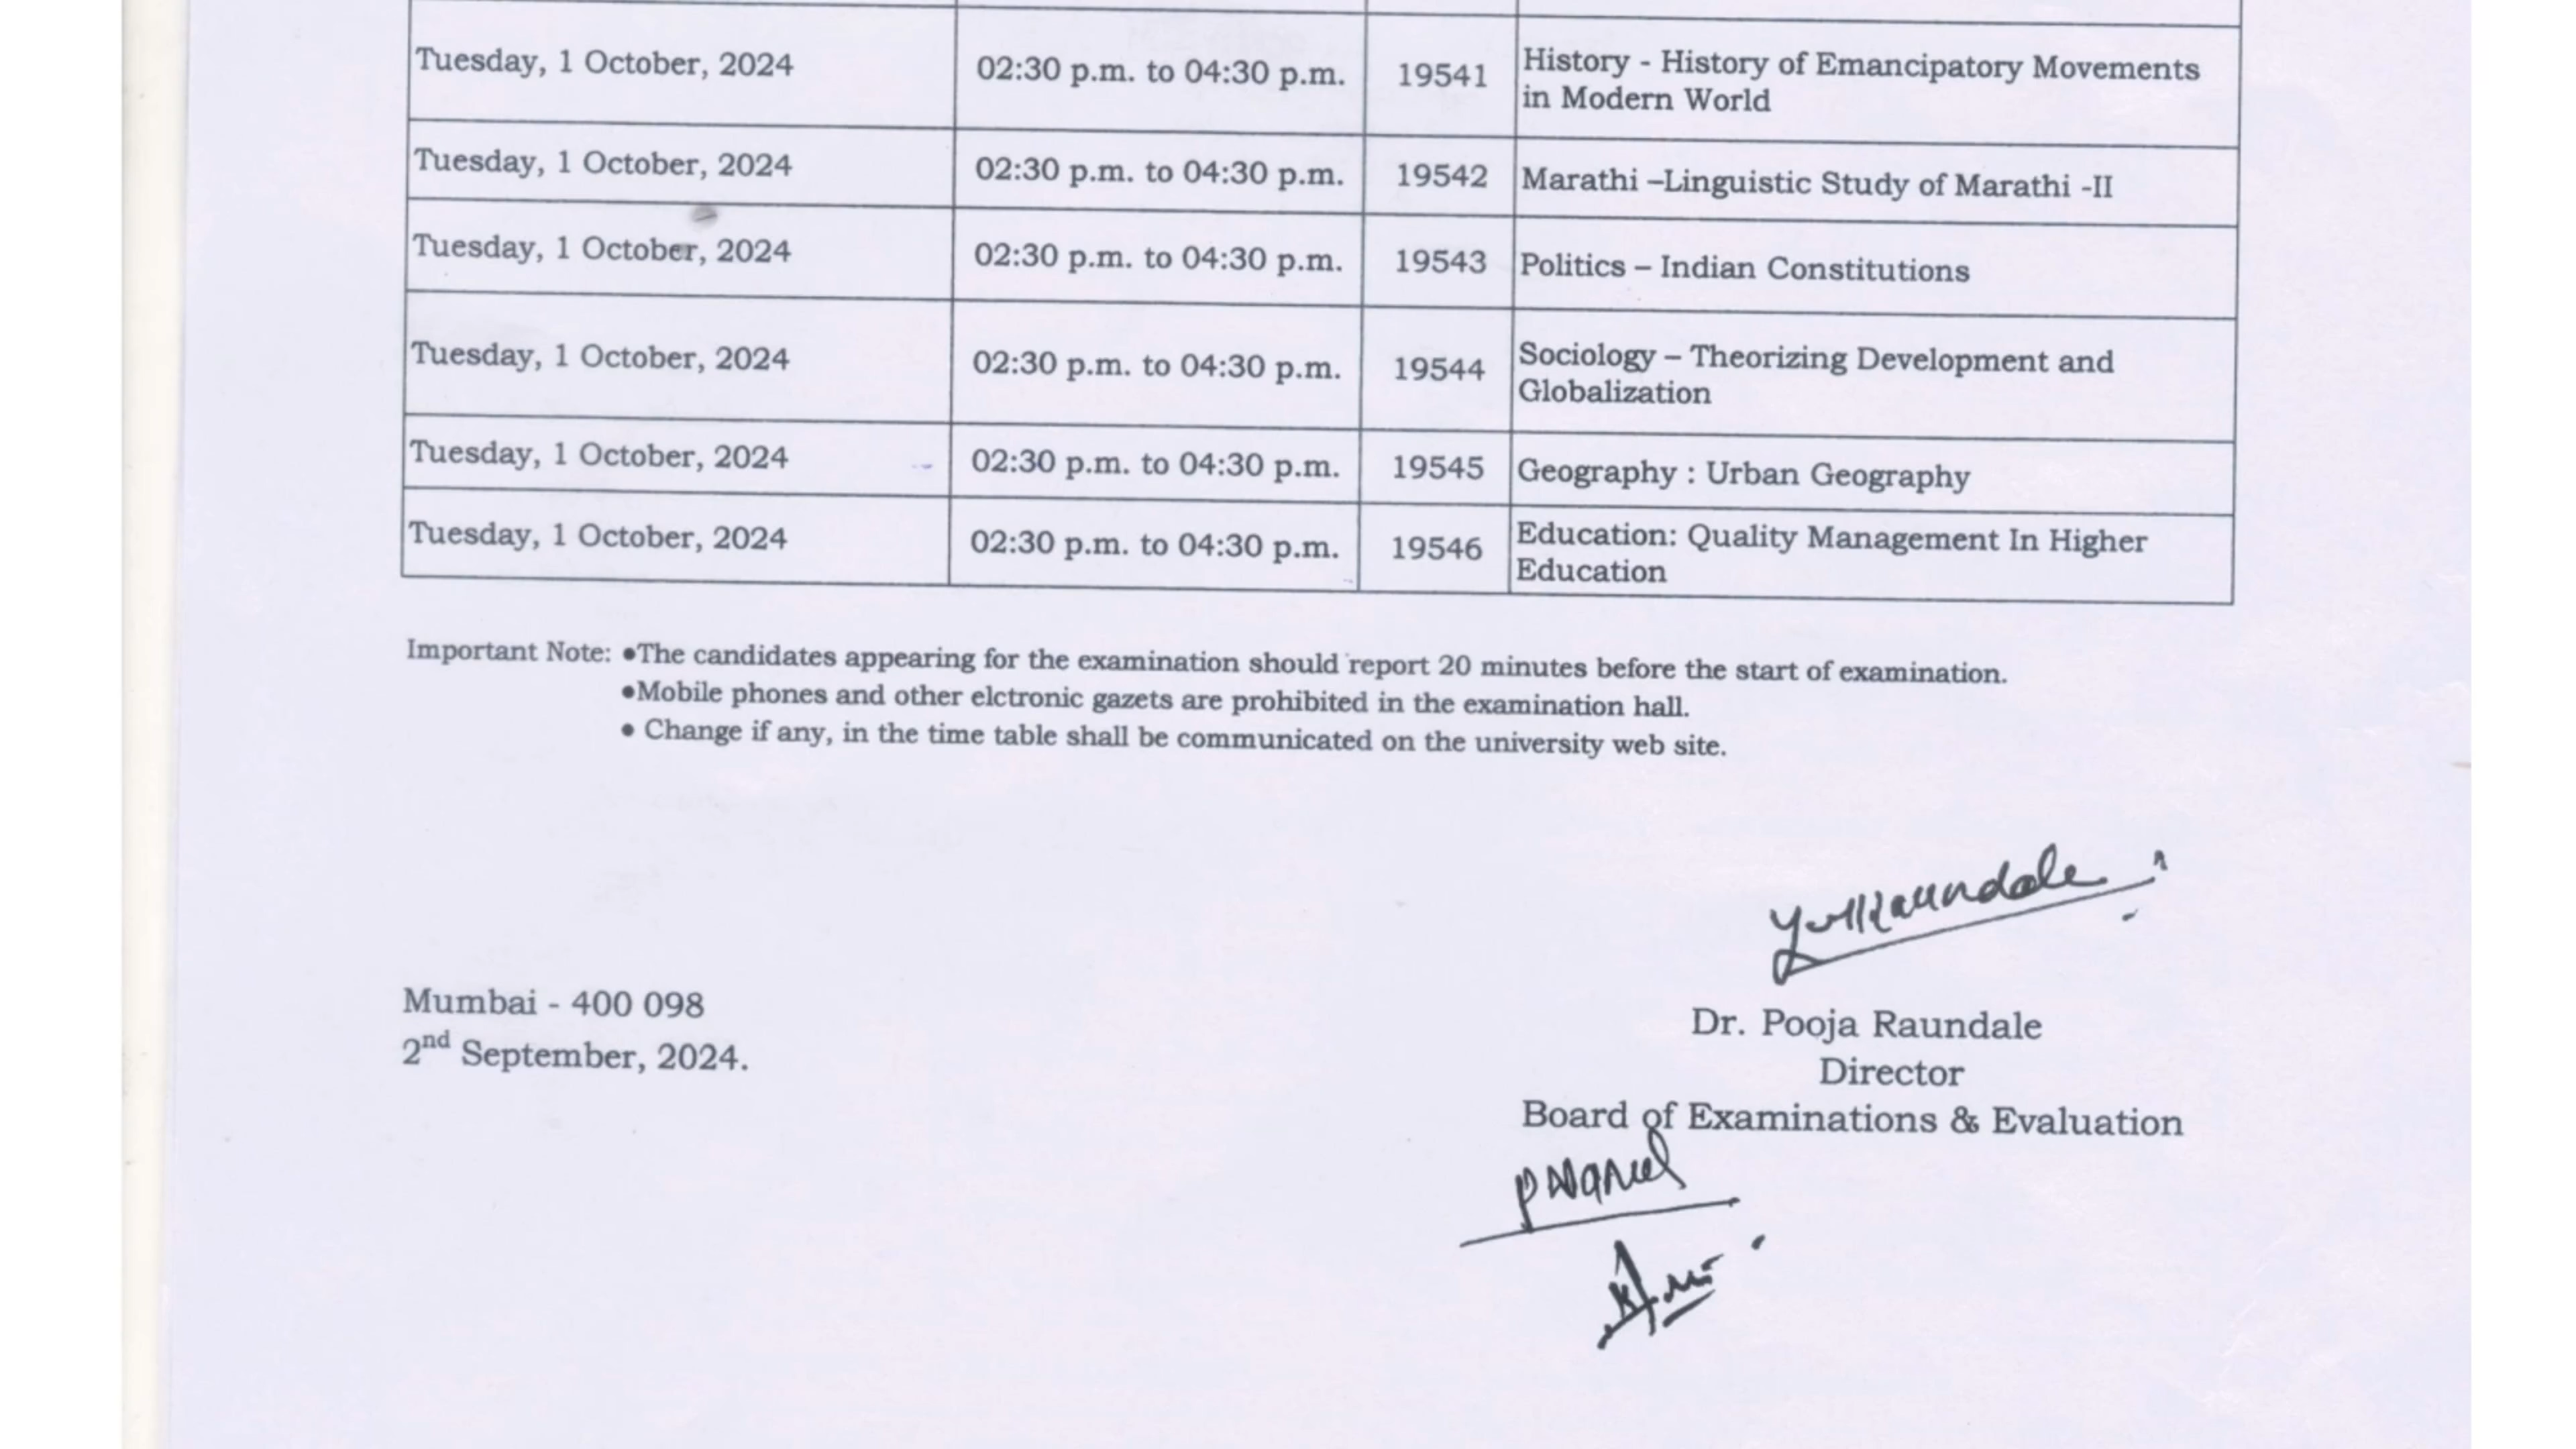 Tuesday, 1 October, 2024 02:30 p.m. to 04:30 p.m. 19541 History - History of Emancipatory Movements
in Modern World
Tuesday, 1 October, 2024 02:30 p.m. to 04:30 p.m. 19542 Marathi –Linguistic Study of Marathi -II
Tuesday, 1 October, 2024 02:30 p.m. to 04:30 p.m. 19543 Politics – Indian Constitutions
Tuesday, 1 October, 2024 02:30 p.m. to 04:30 p.m. 19544 Sociology – Theorizing Development and
Globalization
Tuesday, 1 October, 2024 02:30 p.m. to 04:30 p.m. 19545 Geography : Urban Geography
Tuesday, 1 October, 2024 02:30 p.m. to 04:30 p.m. 19546 Education: Quality Management In Higher
Education
Important Note: ●The candidates appearing for the examination should report 20 minutes before the start of examination.
●Mobile phones and other elctronic gazets are prohibited in the examination hall.
● Change if any, in the time table shall be communicated on the university web site.
Mumbai - 400 098
2nd September, 2024.
Dr. Pooja Raundale
Director
Board of Examinations & Evaluation